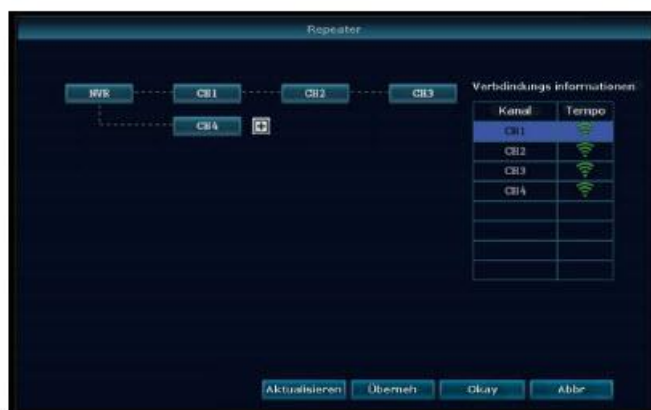 Repeater
NVR CH1 CH2 CH3
CH4
Verbdindungs informationen
Kanal Tempo
CH1
CH2
CH3
CH4
Aktualisieren Überneh Okay Abbr